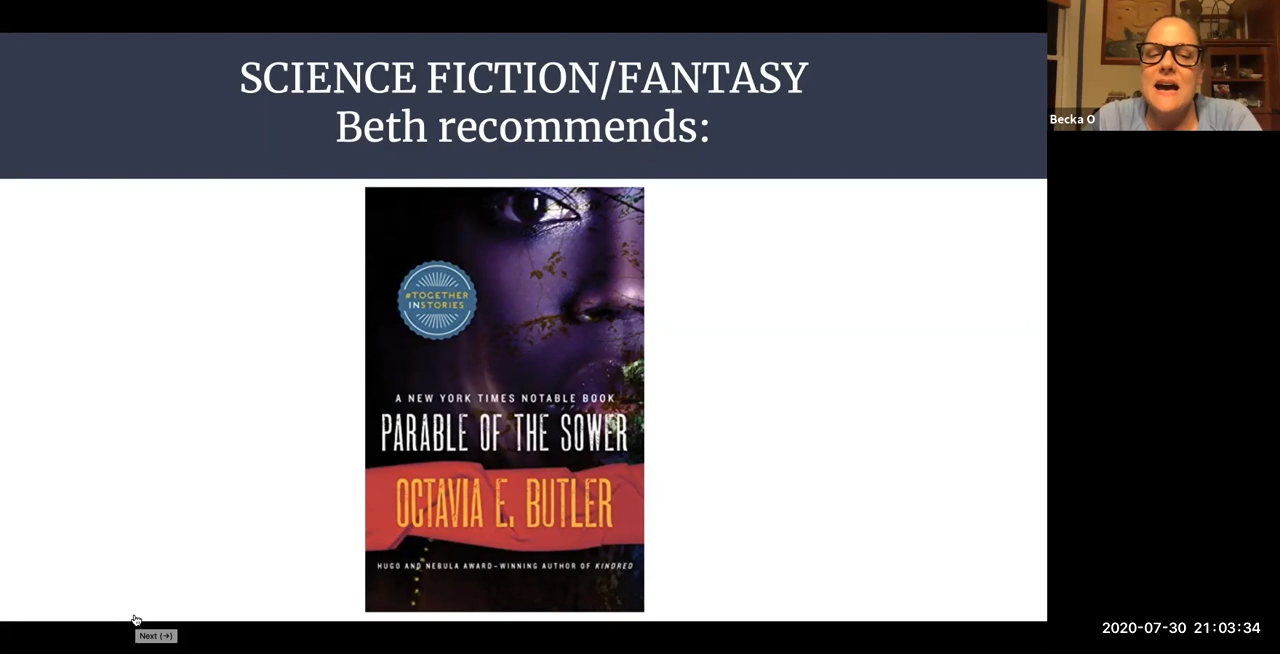 SCIENCE FICTION/FANTASY
Beth recommends:
Becka O
#TOGETHER
INSTORIES
A NEW YORK TIMES NOTABLE BOOK
PARABLE OF THE SOWER
OCTAVIA E. BUTLER
HUGO AND NEBULA AWARD–WINNING AUTHOR OF KINDRED
Next (→)
2020-07-30 21:03:34